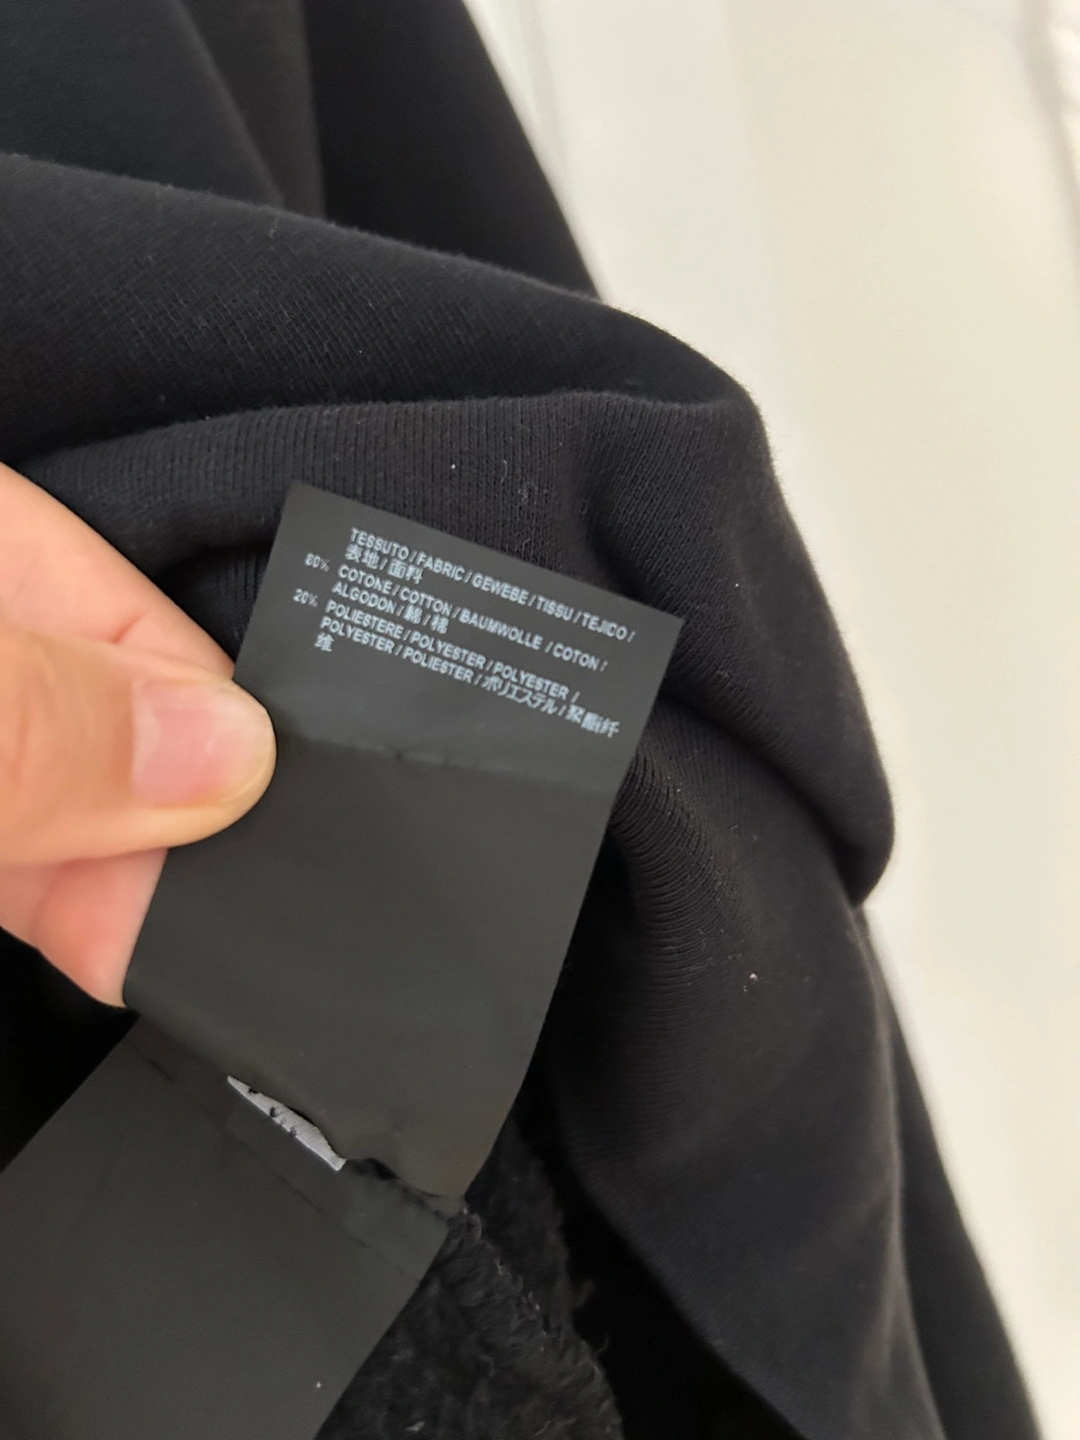 TESSUTO / FABRIC / GEWEBE / TISSU / TEJIDO /
表地 / 面料
80% COTONE / COTTON / BAUMWOLLE / COTON /
ALGODON / 綿 / 棉
20% POLIESTERE / POLYESTER / POLYESTER /
POLYESTER / POLIESTER / ポリエステル / 聚酯纤
维